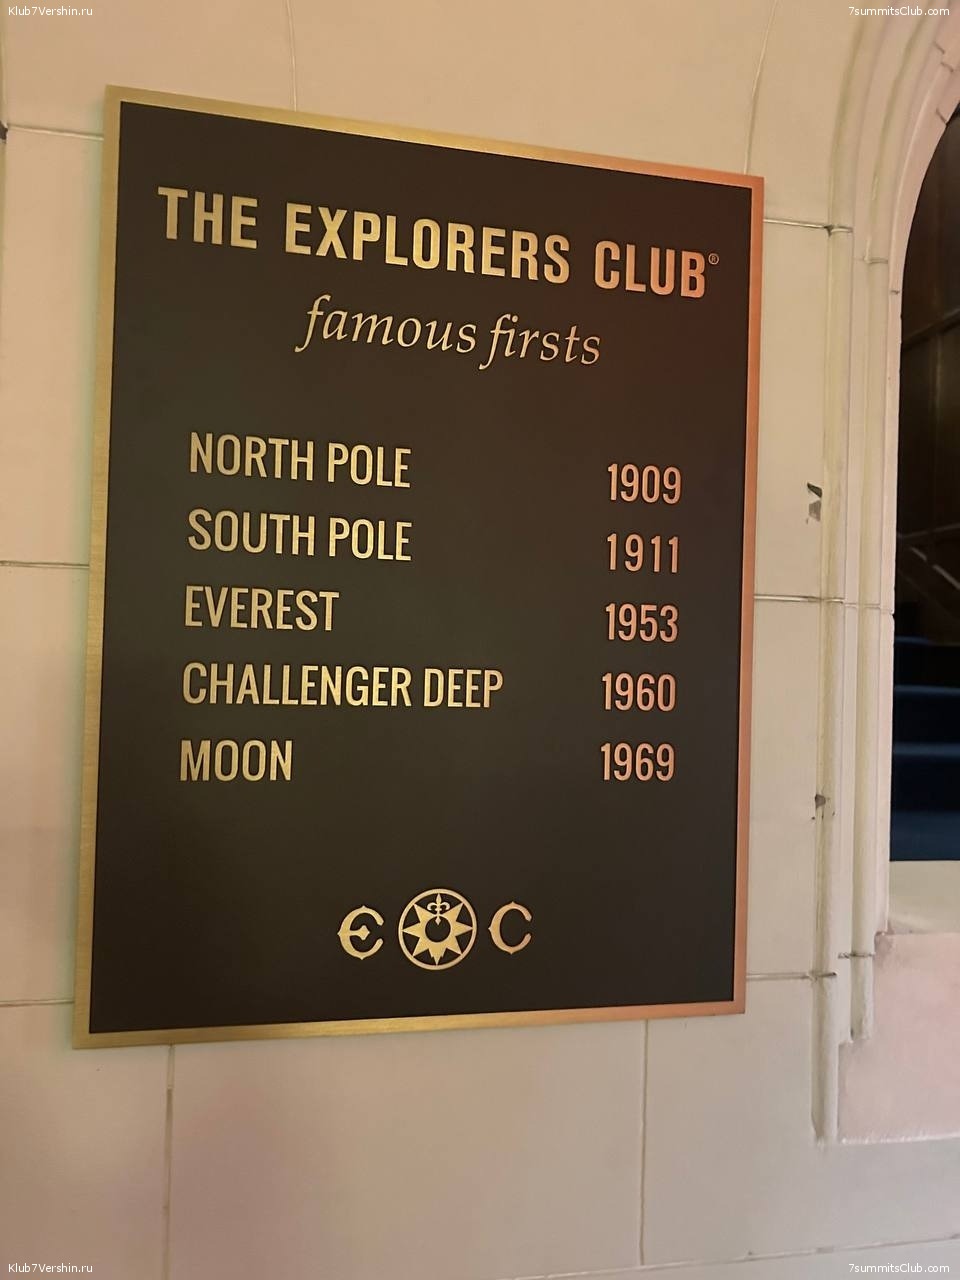 Klub7Vershin.ru
7summitsClub.com
THE EXPLORERS CLUB®
famous firsts
NORTH POLE 1909
SOUTH POLE 1911
EVEREST 1953
CHALLENGER DEEP 1960
MOON 1969
E C
Klub7Vershin.ru
7summitsClub.com